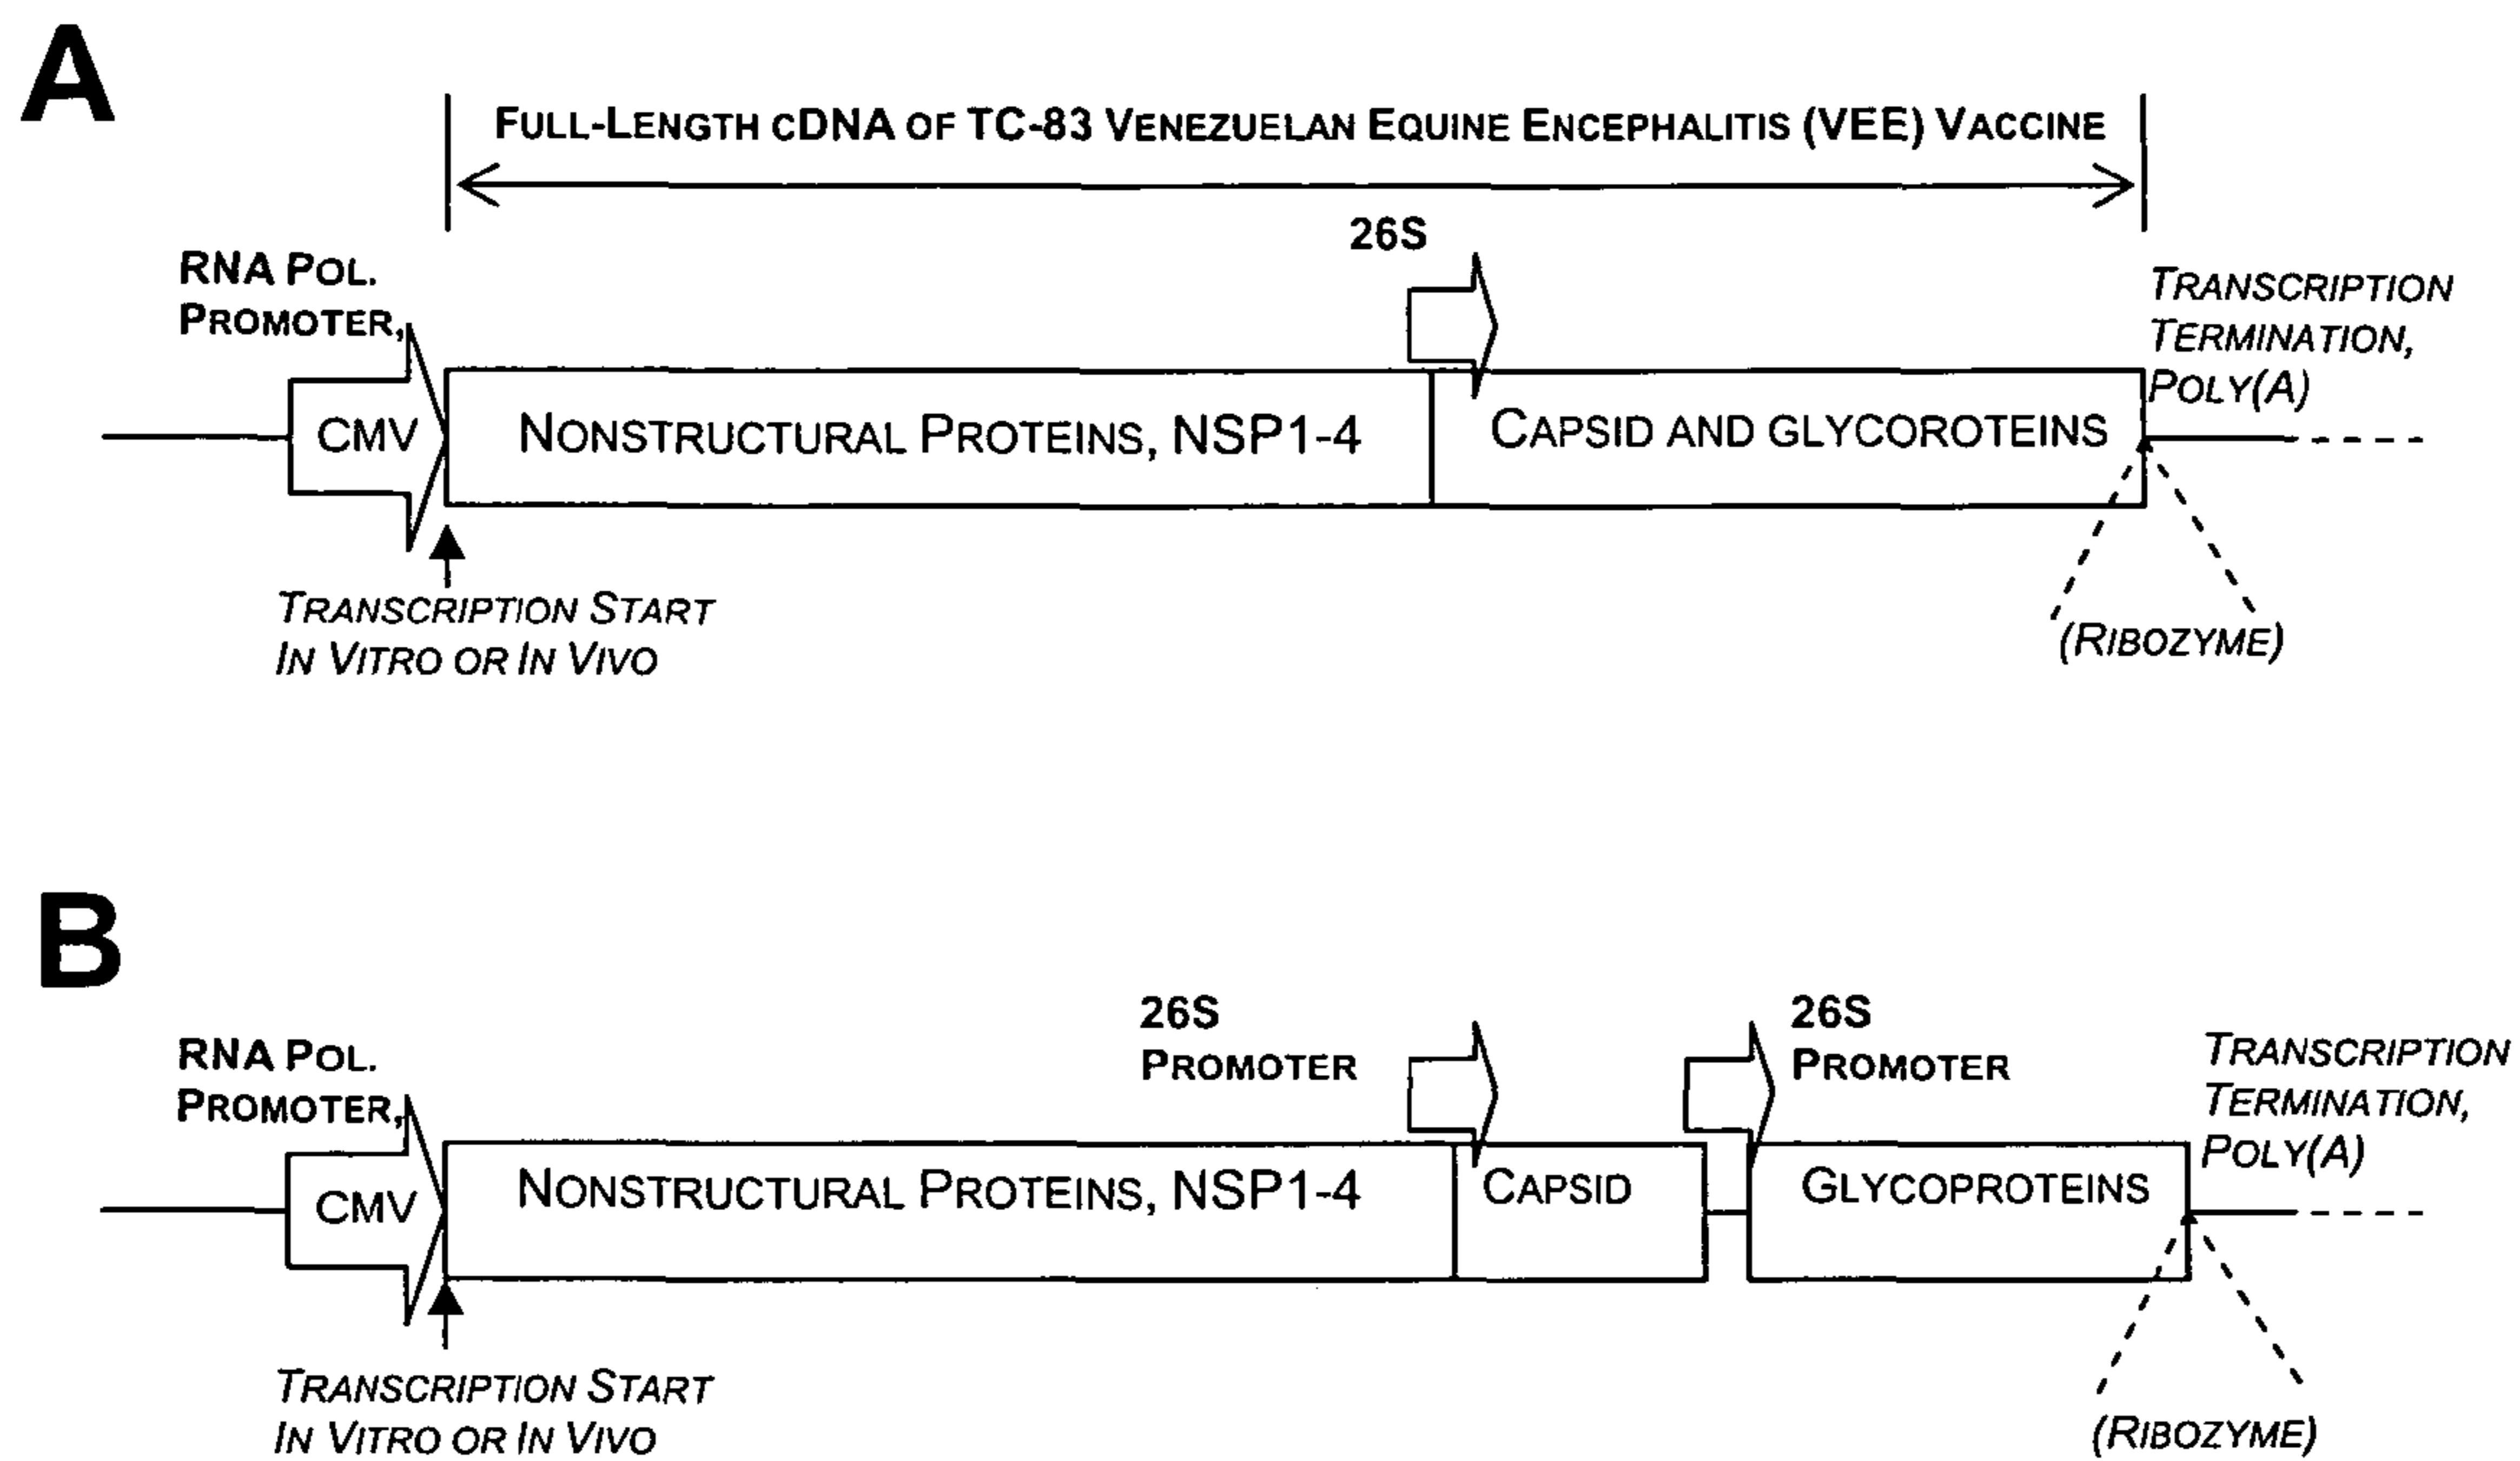 A
FULL-LENGTH CDNA OF TC-83 VENEZUELAN EQUINE ENCEPHALITIS (VEE) VACCINE
26S
RNA POL.
PROMOTER,
TRANSCRIPTION
TERMINATION,
POLY(A)
CMV
NONSTRUCTURAL PROTEINS, NSP1-4
CAPSID AND GLYCOROTEINS
TRANSCRIPTION START
IN VITRO OR IN VIVO
(RIBOZYME)
B
26S
PROMOTER
26S
PROMOTER
RNA POL.
PROMOTER,
TRANSCRIPTION
TERMINATION,
POLY(A)
CMV
NONSTRUCTURAL PROTEINS, NSP1-4
CAPSID
GLYCOPROTEINS
TRANSCRIPTION START
IN VITRO OR IN VIVO
(RIBOZYME)